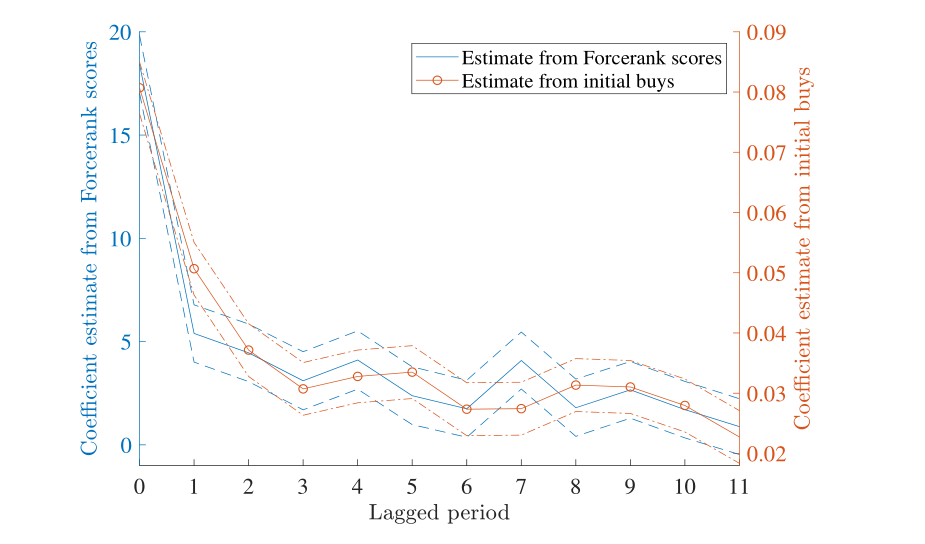 Coefficient estimate from Forcerank scores
20
15
10
5
0
Estimate from Forcerank scores
Estimate from initial buys
0.09
0.08
0.07
0.06
0.05
0.04
0.03
0.02
Coefficient estimate from initial buys
0 1 2 3 4 5 6 7 8 9 10 11
Lagged period